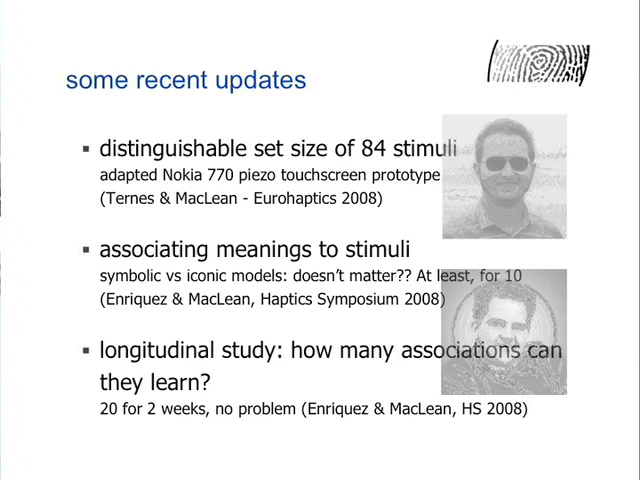 some recent updates
distinguishable set size of 84 stimuli
adapted Nokia 770 piezo touchscreen prototype
(Ternes & MacLean - Eurohaptics 2008)
associating meanings to stimuli
symbolic vs iconic models: doesn't matter?? At least, for 10
(Enriquez & MacLean, Haptics Symposium 2008)
longitudinal study: how many associations can
they learn?
20 for 2 weeks, no problem (Enriquez & MacLean, HS 2008)